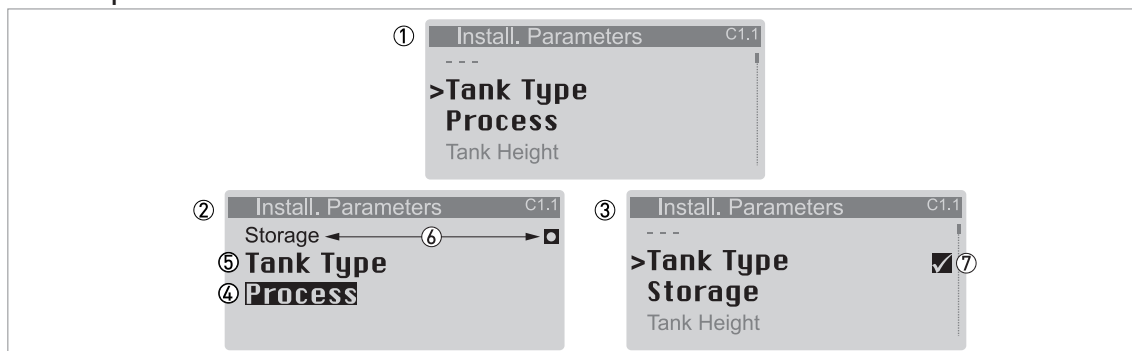 ① Install. Parameters C1.1
- - -
>Tank Type
Process
Tank Height
② Install. Parameters C1.1
Storage ⑥
⑤ Tank Type
④ Process
③ Install. Parameters C1.1
- - -
>Tank Type ⑦
Storage
Tank Height